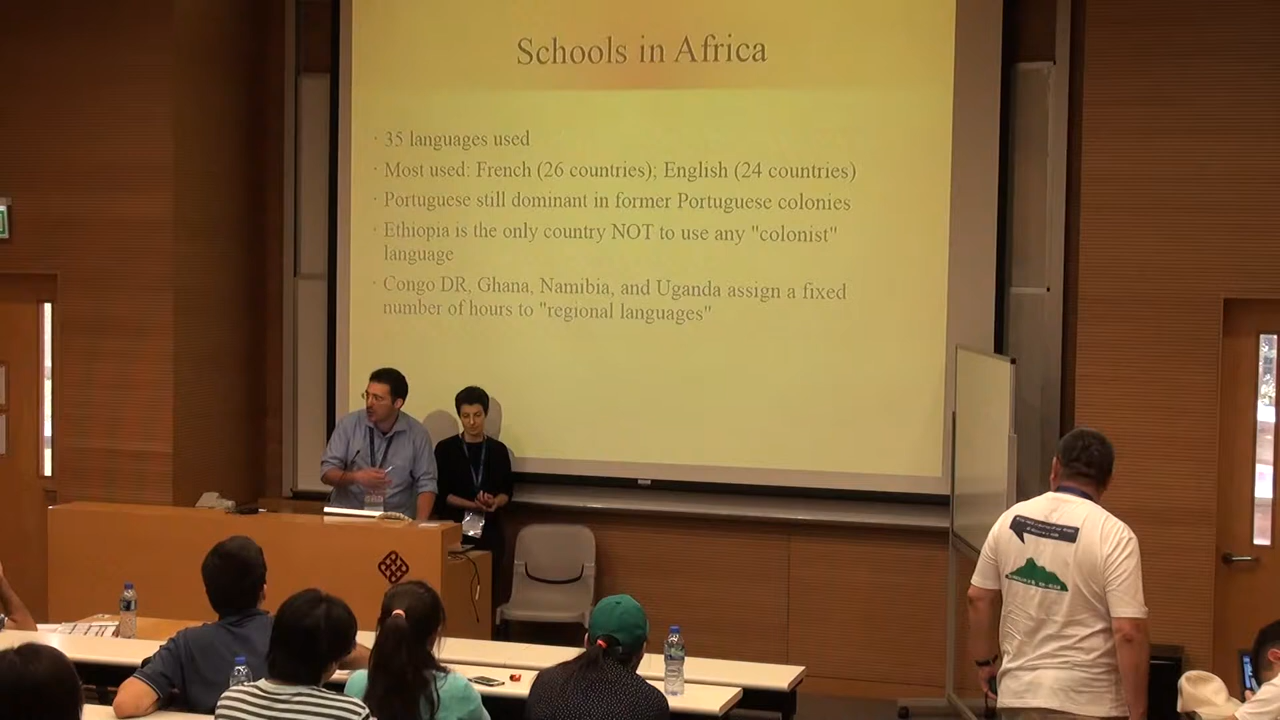 Schools in Africa
· 35 languages used
· Most used: French (26 countries); English (24 countries)
· Portuguese still dominant in former Portuguese colonies
· Ethiopia is the only country NOT to use any "colonist"
language
· Congo DR, Ghana, Namibia, and Uganda assign a fixed
number of hours to "regional languages"